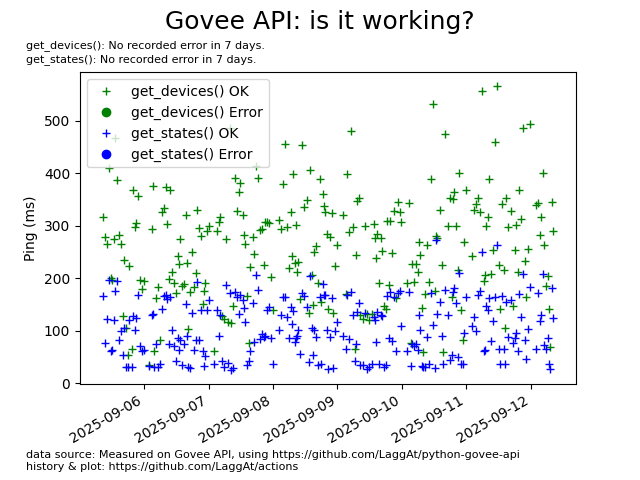 Govee API: is it working?
get_devices(): No recorded error in 7 days.
get_states(): No recorded error in 7 days.
get_devices() OK
get_devices() Error
get_states() OK
get_states() Error
Ping (ms)
500
400
300
200
100
0
2025-09-06
2025-09-07
2025-09-08
2025-09-09
2025-09-10
2025-09-11
2025-09-12
data source: Measured on Govee API, using https://github.com/LaggAt/python-govee-api
history & plot: https://github.com/LaggAt/actions